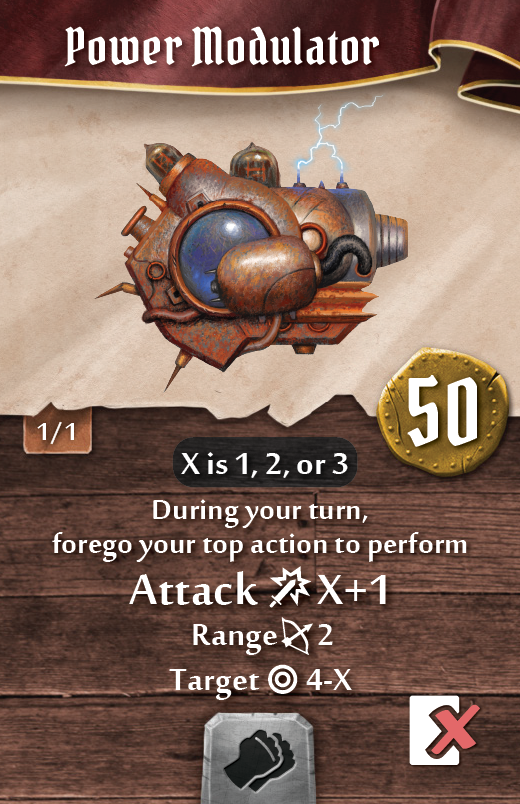 Power Modulator
50
1/1
X is 1, 2, or 3
During your turn,
forego your top action to perform
Attack X+1
Range 2
Target 4-X